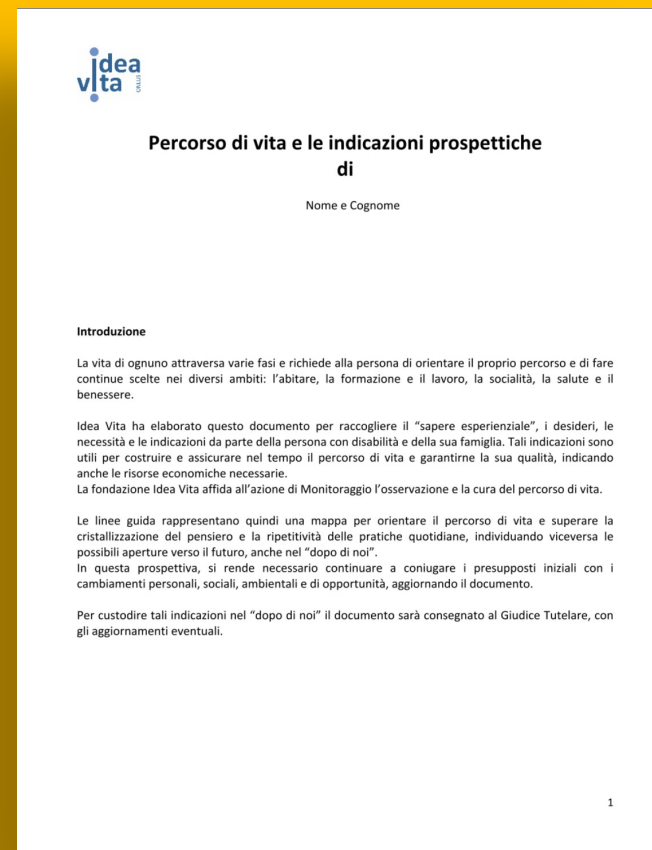 idea
vita
ONLUS
Percorso di vita e le indicazioni prospettiche
di
Nome e Cognome
Introduzione
La vita di ognuno attraversa varie fasi e richiede alla persona di orientare il proprio percorso e di fare
continue scelte nei diversi ambiti: l’abitare, la formazione e il lavoro, la socialità, la salute e il
benessere.
Idea Vita ha elaborato questo documento per raccogliere il “sapere esperienziale”, i desideri, le
necessità e le indicazioni da parte della persona con disabilità e della sua famiglia. Tali indicazioni sono
utili per costruire e assicurare nel tempo il percorso di vita e garantirne la sua qualità, indicando
anche le risorse economiche necessarie.
La fondazione Idea Vita affida all’azione di Monitoraggio l’osservazione e la cura del percorso di vita.
Le linee guida rappresentano quindi una mappa per orientare il percorso di vita e superare la
cristallizzazione del pensiero e la ripetitività delle pratiche quotidiane, individuando viceversa le
possibili aperture verso il futuro, anche nel “dopo di noi”.
In questa prospettiva, si rende necessario continuare a coniugare i presupposti iniziali con i
cambiamenti personali, sociali, ambientali e di opportunità, aggiornando il documento.
Per custodire tali indicazioni nel “dopo di noi” il documento sarà consegnato al Giudice Tutelare, con
gli aggiornamenti eventuali.
1